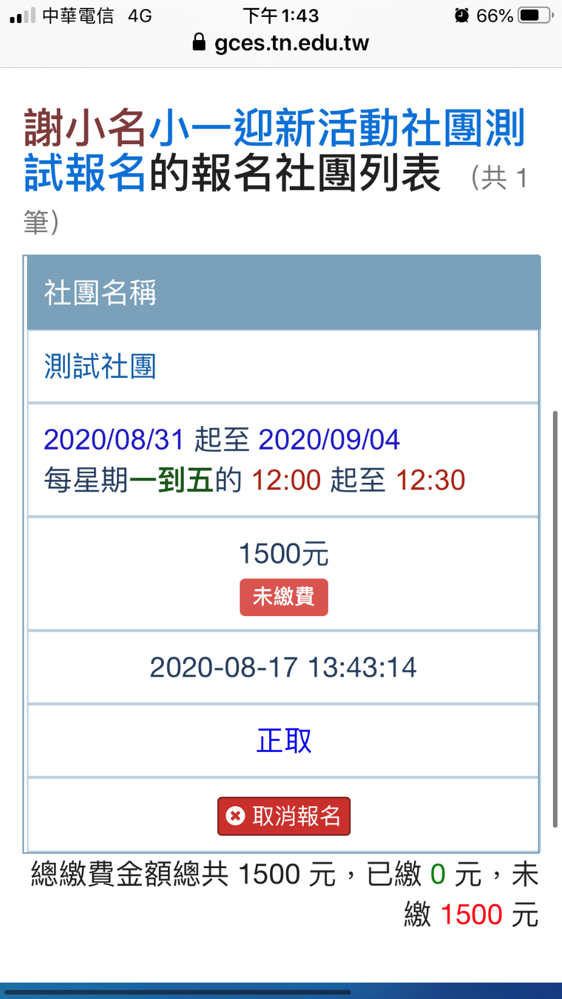 中華電信 4G 下午1:43 66%
gces.tn.edu.tw
謝小名小一迎新活動社團測
試報名的報名社團列表 (共 1
筆)
社團名稱
測試社團
2020/08/31 起至 2020/09/04
每星期一到五的 12:00 起至 12:30
1500元
未繳費
2020-08-17 13:43:14
正取
取消報名
總繳費金額總共 1500 元，已繳 0 元，未
繳 1500 元